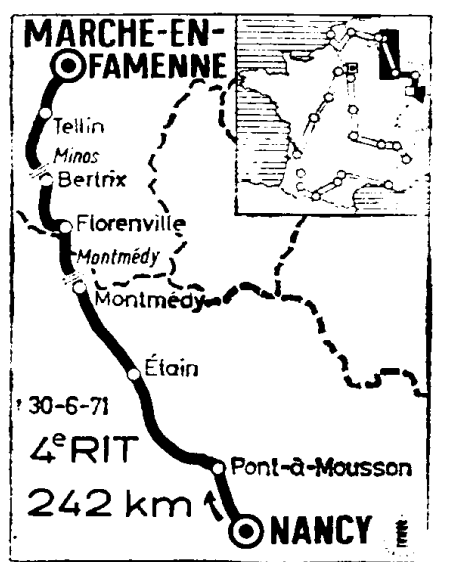 MARCHE-EN-
FAMENNE
Tellin
Minos
Bertrix
Florenville
Montmédy
Montmédy
Étain
30-6-71
4e RIT
Pont-à-Mousson
242 km
NANCY